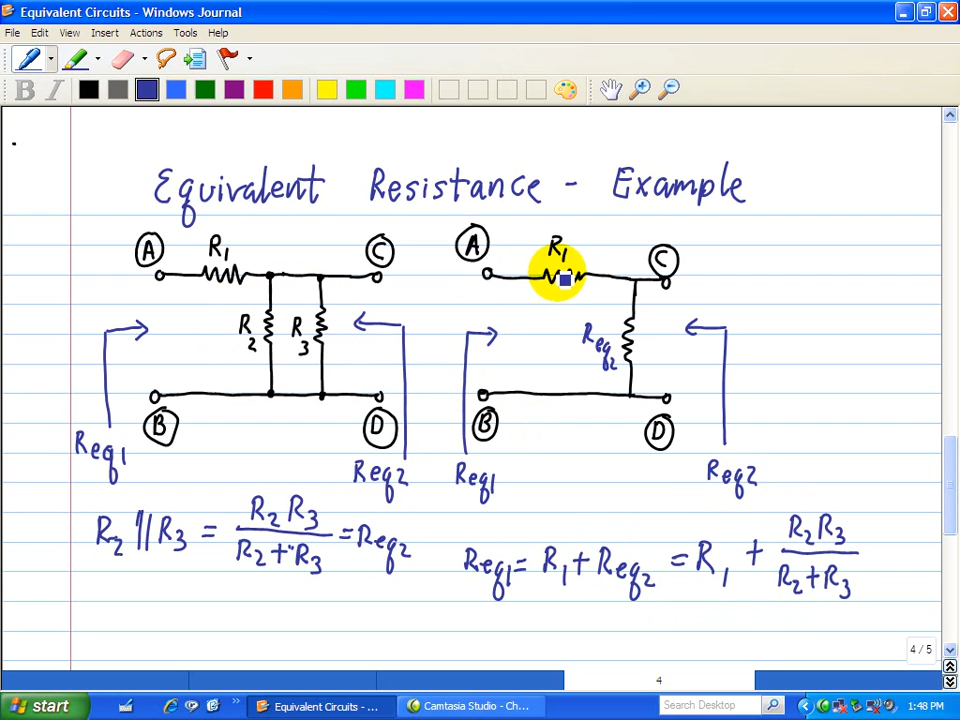 Equivalent Circuits - Windows Journal
File Edit View Insert Actions Tools Help
B I
Equivalent Resistance - Example
A R1 C A R1 C
R2 R3 Req2
B D B D
Req1 Req2 Req1 Req2
R2 || R3 = R2 R3 / R2 + R3 = Req2
Req1 = R1 + Req2 = R1 + R2R3 / R2+R3
4 / 5
4
start Equivalent Circuits - ... Camtasia Studio - Ch... Search Desktop 1:48 PM